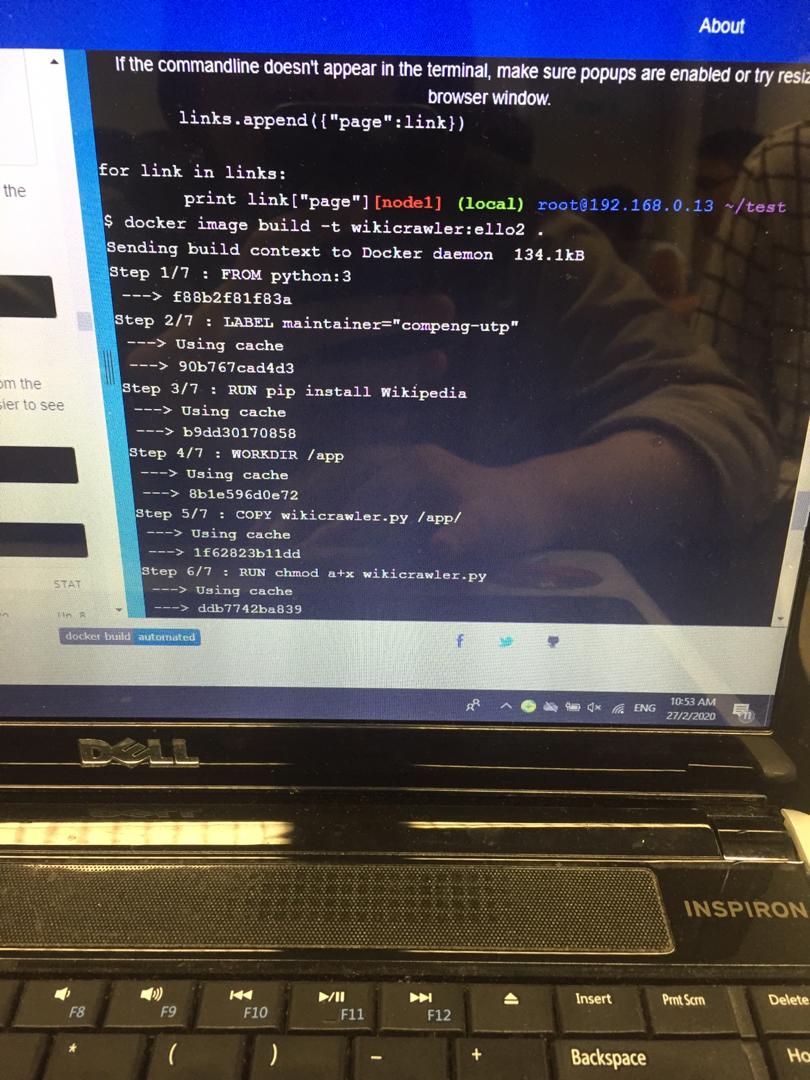 About
If the commandline doesn't appear in the terminal, make sure popups are enabled or try resiz
browser window.
links.append({"page":link})
for link in links:
print link["page"][node1] (local) root@192.168.0.13 ~/test
$ docker image build -t wikicrawler:ello2 .
Sending build context to Docker daemon 134.1kB
Step 1/7 : FROM python:3
---> f88b2f81f83a
Step 2/7 : LABEL maintainer="compeng-utp"
---> Using cache
---> 90b767cad4d3
Step 3/7 : RUN pip install Wikipedia
---> Using cache
---> b9dd30170858
Step 4/7 : WORKDIR /app
---> Using cache
---> 8b1e596d0e72
Step 5/7 : COPY wikicrawler.py /app/
---> Using cache
---> 1f62823b11dd
Step 6/7 : RUN chmod a+x wikicrawler.py
---> Using cache
---> ddb7742ba839
the
om the
sier to see
STAT
docker build automated
ENG
10:53 AM
27/2/2020
11
DELL
INSPIRON
F8
F9
F10
F11
F12
Insert
Prnt Scrn
Delete
*
(
)
-
+
Backspace
Ho